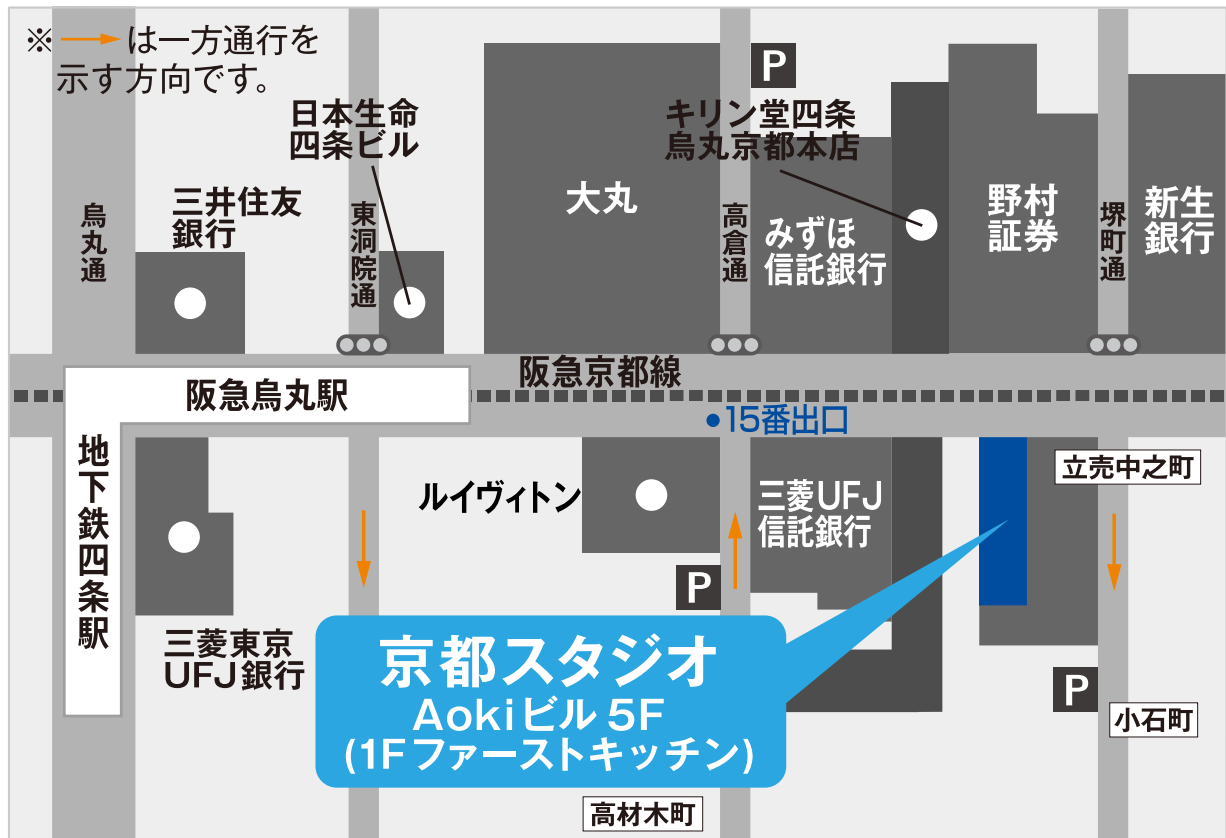 ※→は一方通行を
示す方向です。
日本生命
四条ビル
P
キリン堂四条
烏丸京都本店
三井住友
銀行
烏丸通
東洞院通
大丸
高倉通
みずほ
信託銀行
野村
証券
堺町通
新生
銀行
阪急京都線
阪急烏丸駅
15番出口
地下鉄四条駅
ルイヴィトン
三菱UFJ
信託銀行
立売中之町
P
三菱東京
UFJ銀行
京都スタジオ
Aokiビル 5F
(1Fファーストキッチン)
P
小石町
高材木町